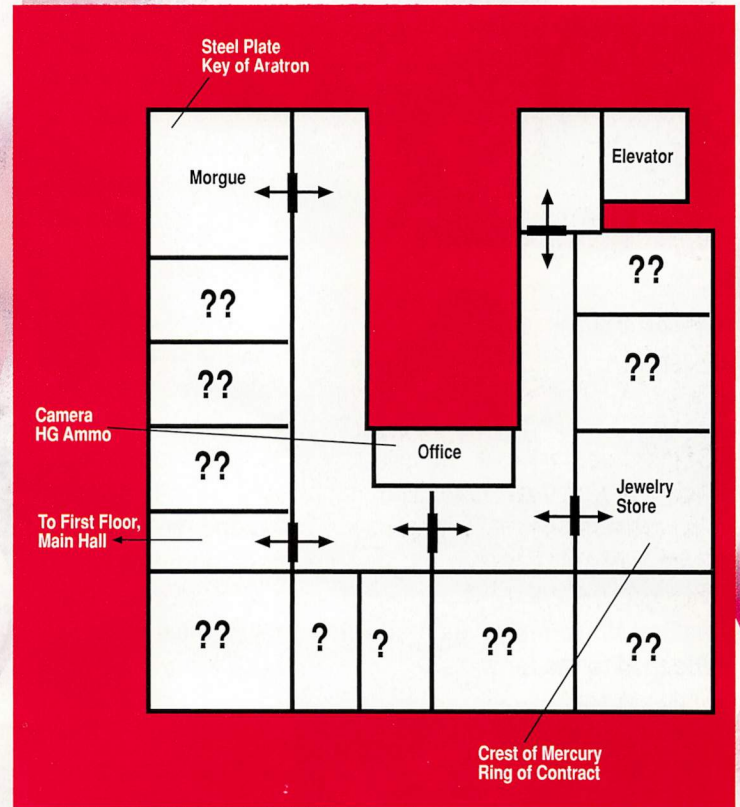 Steel Plate
Key of Aratron
Morgue
Elevator
??
??
??
??
Camera
HG Ammo
Office
??
Jewelry
Store
To First Floor,
Main Hall
??
?
?
??
??
Crest of Mercury
Ring of Contract